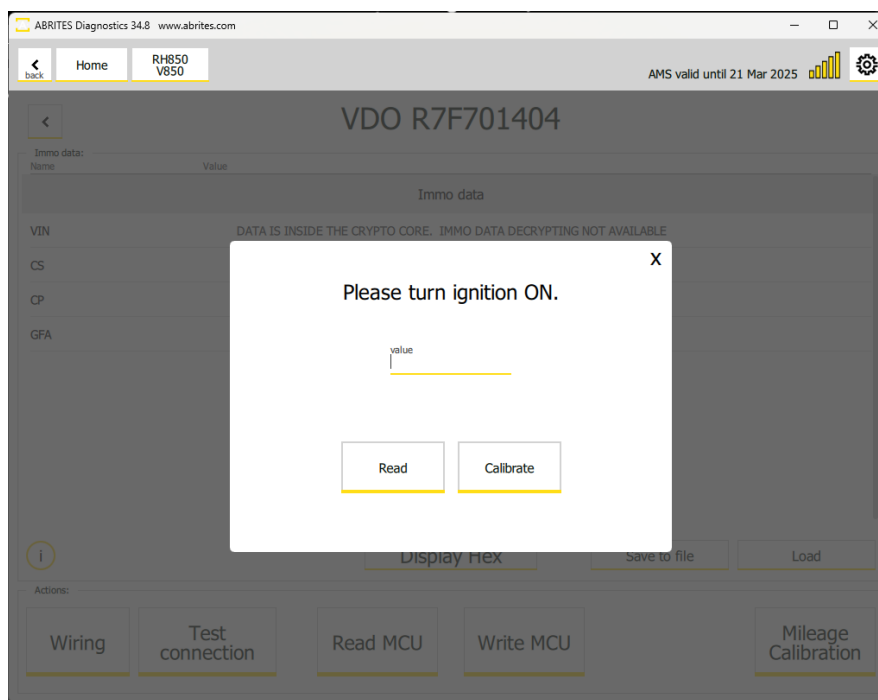 ABRITES Diagnostics 34.8 www.abrites.com
back
Home
RH850
V850
AMS valid until 21 Mar 2025
VDO R7F701404
Immo data:
Name Value
Immo data
VIN DATA IS INSIDE THE CRYPTO CORE. IMMO DATA DECRYPTING NOT AVAILABLE
CS
CP
GFA
X
Please turn ignition ON.
value
Read Calibrate
i
Display Hex Save to file Load
Actions:
Wiring
Test
connection
Read MCU
Write MCU
Mileage
Calibration